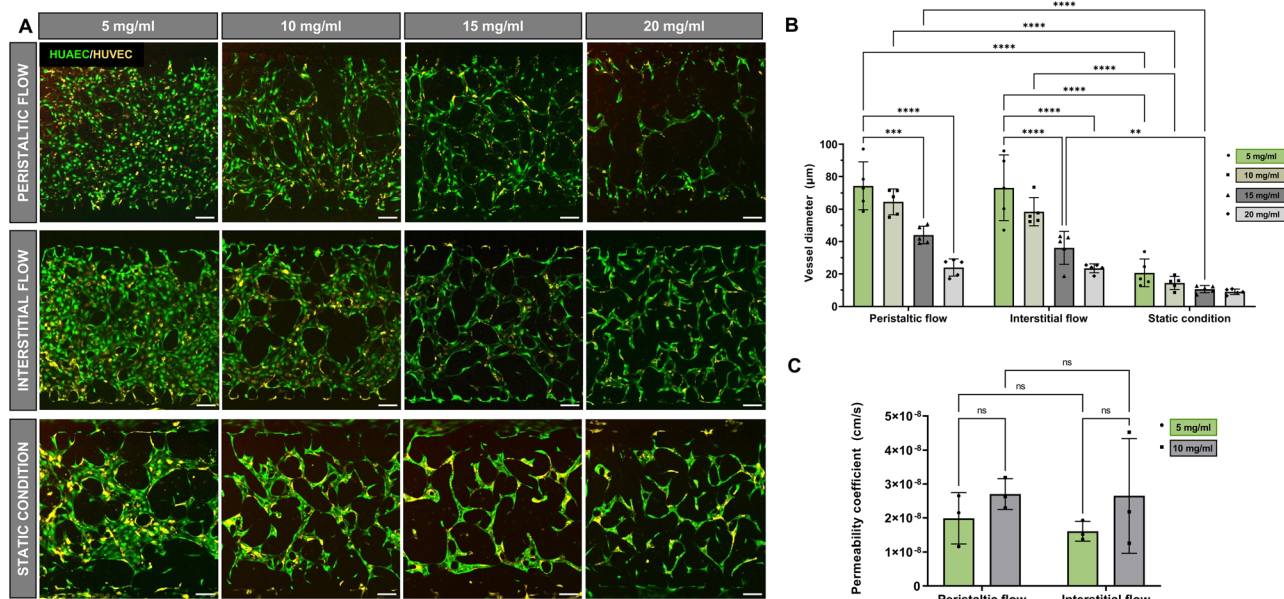 A
5 mg/ml
10 mg/ml
15 mg/ml
20 mg/ml
PERISTALTIC FLOW
HUAEC/HUVEC
INTERSTITIAL FLOW
STATIC CONDITION
B
****
****
****
****
****
****
****
***
****
**
Vessel diameter (µm)
100
80
60
40
20
0
Peristaltic flow
Interstitial flow
Static condition
5 mg/ml
10 mg/ml
15 mg/ml
20 mg/ml
C
ns
ns
ns
ns
Permeability coefficient (cm/s)
5×10⁻⁸
4×10⁻⁸
3×10⁻⁸
2×10⁻⁸
1×10⁻⁸
0
Peristaltic flow
Interstitial flow
5 mg/ml
10 mg/ml